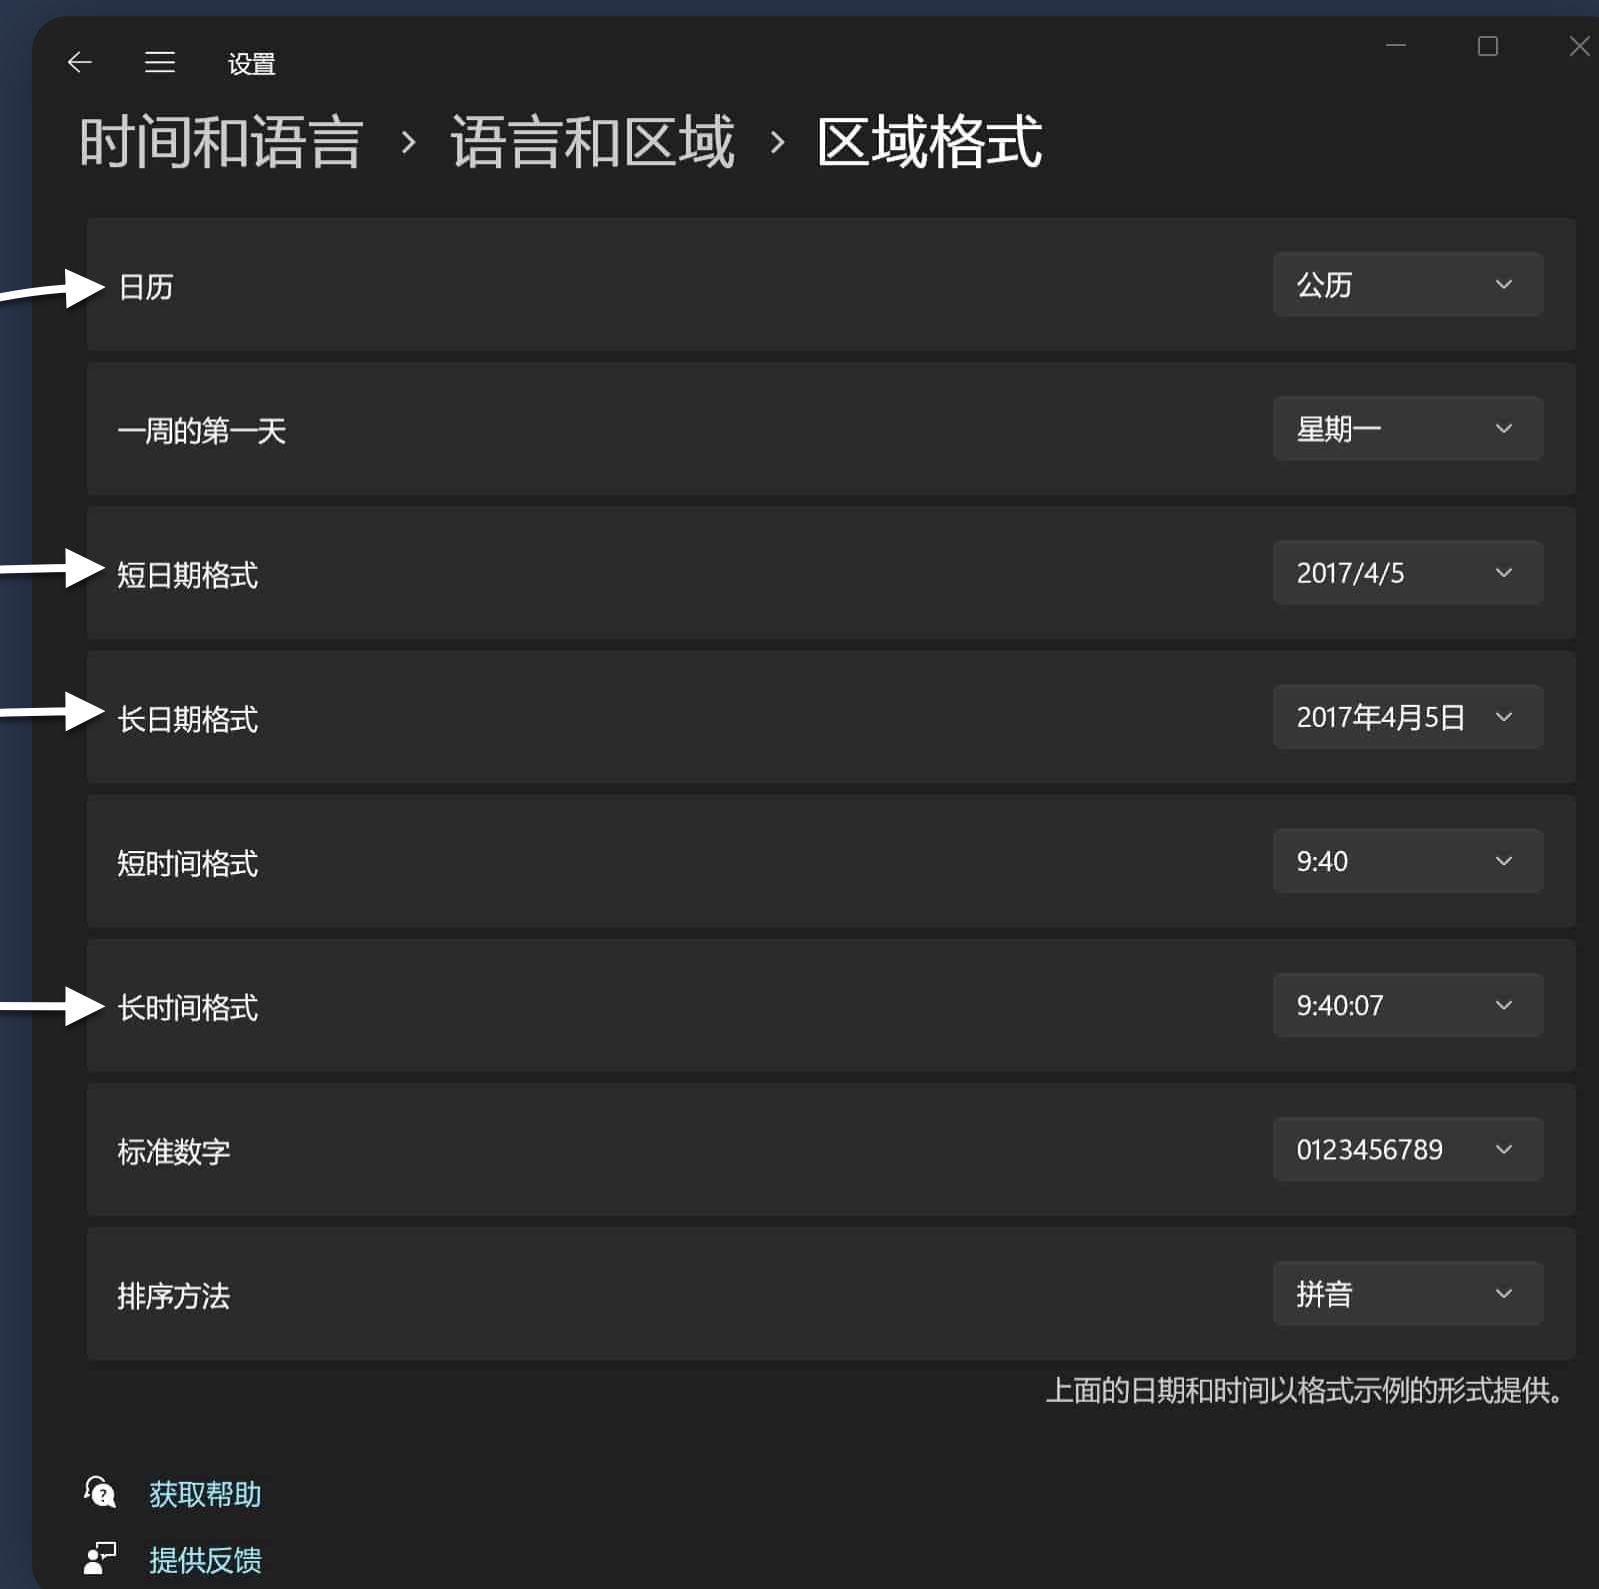 设置
时间和语言 › 语言和区域 › 区域格式
日历 公历
一周的第一天 星期一
短日期格式 2017/4/5
长日期格式 2017年4月5日
短时间格式 9:40
长时间格式 9:40:07
标准数字 0123456789
排序方法 拼音
上面的日期和时间以格式示例的形式提供。
获取帮助
提供反馈